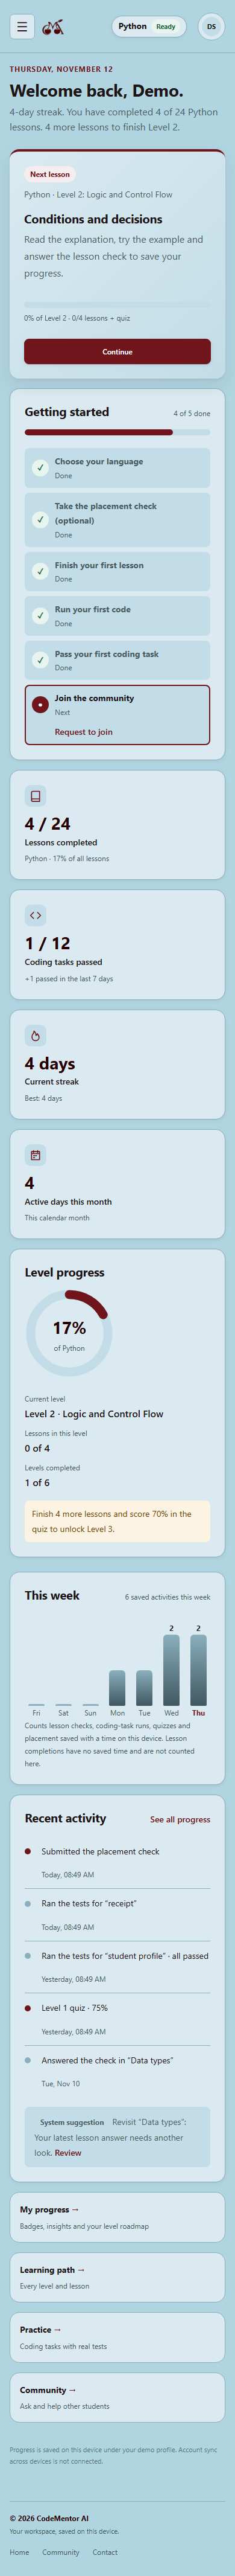 Python Ready DS
THURSDAY, NOVEMBER 12
Welcome back, Demo.
4-day streak. You have completed 4 of 24 Python
lessons. 4 more lessons to finish Level 2.
Next lesson
Python · Level 2: Logic and Control Flow
Conditions and decisions
Read the explanation, try the example and
answer the lesson check to save your
progress.
0% of Level 2 · 0/4 lessons + quiz
Continue
Getting started 4 of 5 done
Choose your language
Done
Take the placement check
(optional)
Done
Finish your first lesson
Done
Run your first code
Done
Pass your first coding task
Done
Join the community
Next
Request to join
4 / 24
Lessons completed
Python · 17% of all lessons
1 / 12
Coding tasks passed
+1 passed in the last 7 days
4 days
Current streak
Best: 4 days
4
Active days this month
This calendar month
Level progress
17%
of Python
Current level
Level 2 · Logic and Control Flow
Lessons in this level
0 of 4
Levels completed
1 of 6
Finish 4 more lessons and score 70% in the
quiz to unlock Level 3.
This week 6 saved activities this week
2 2
Fri Sat Sun Mon Tue Wed Thu
Counts lesson checks, coding-task runs, quizzes and
placement saved with a time on this device. Lesson
completions have no saved time and are not counted
here.
Recent activity See all progress
Submitted the placement check
Today, 08:49 AM
Ran the tests for "receipt"
Today, 08:49 AM
Ran the tests for "student profile" · all passed
Yesterday, 08:49 AM
Level 1 quiz · 75%
Yesterday, 08:49 AM
Answered the check in "Data types"
Tue, Nov 10
System suggestion Revisit "Data types":
Your latest lesson answer needs another
look. Review
My progress →
Badges, insights and your level roadmap
Learning path →
Every level and lesson
Practice →
Coding tasks with real tests
Community →
Ask and help other students
Progress is saved on this device under your demo profile. Account sync
across devices is not connected.
© 2026 CodeMentor AI
Your workspace, saved on this device.
Home Community Contact